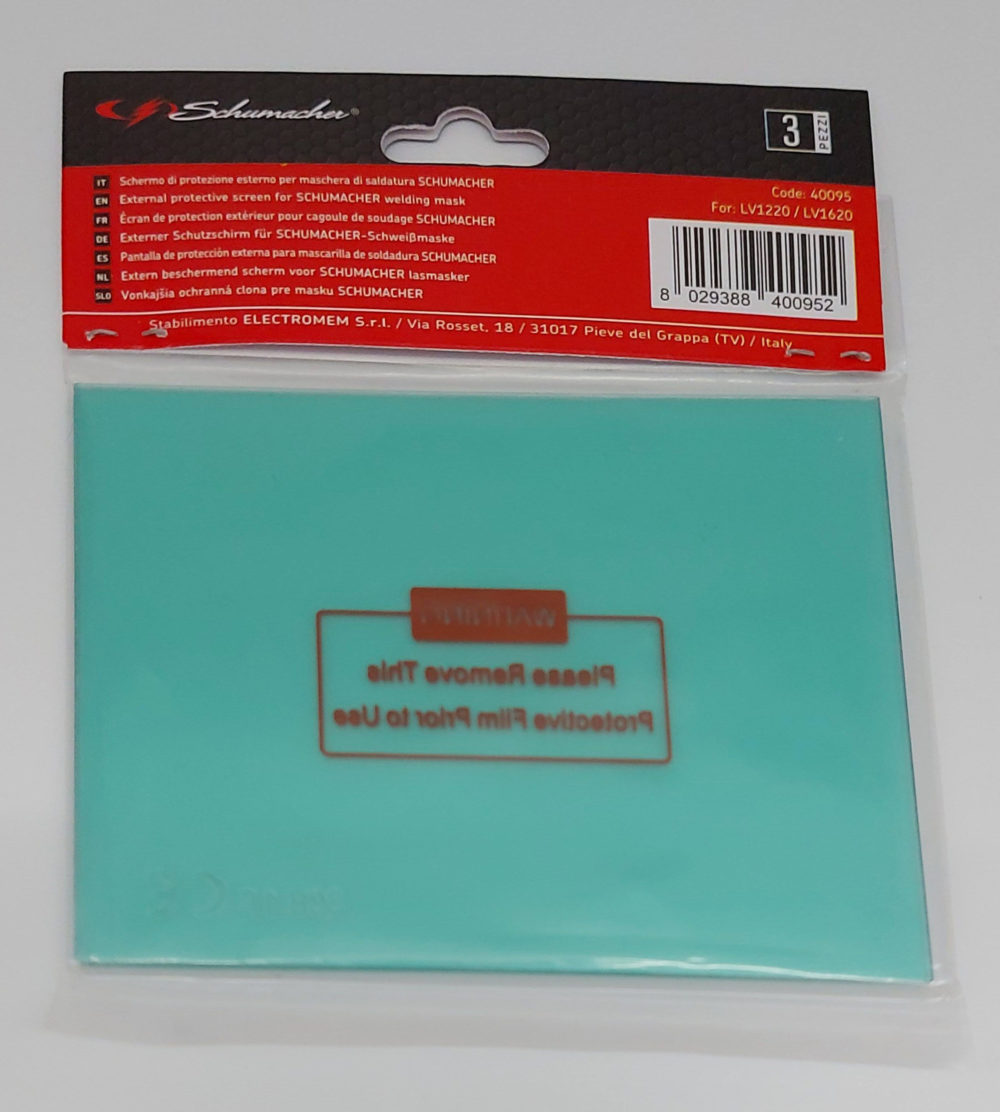 Schumacher®
3 PEZZI
IT Schermo di protezione esterno per maschera di saldatura SCHUMACHER
EN External protective screen for SCHUMACHER welding mask
FR Écran de protection extérieur pour cagoule de soudage SCHUMACHER
DE Externer Schutzschirm für SCHUMACHER-Schweißmaske
ES Pantalla de protección externa para mascarilla de soldadura SCHUMACHER
NL Extern beschermend scherm voor SCHUMACHER lasmasker
SLO Vonkajšia ochranná clona pre masku SCHUMACHER
Code: 40095
For: LV1220 / LV1620
8 029388 400952
Stabilimento ELECTROMEM S.r.l. / Via Rosset, 18 / 31017 Pieve del Grappa (TV) / Italy
Please Remove This
Protective Film Prior to Use